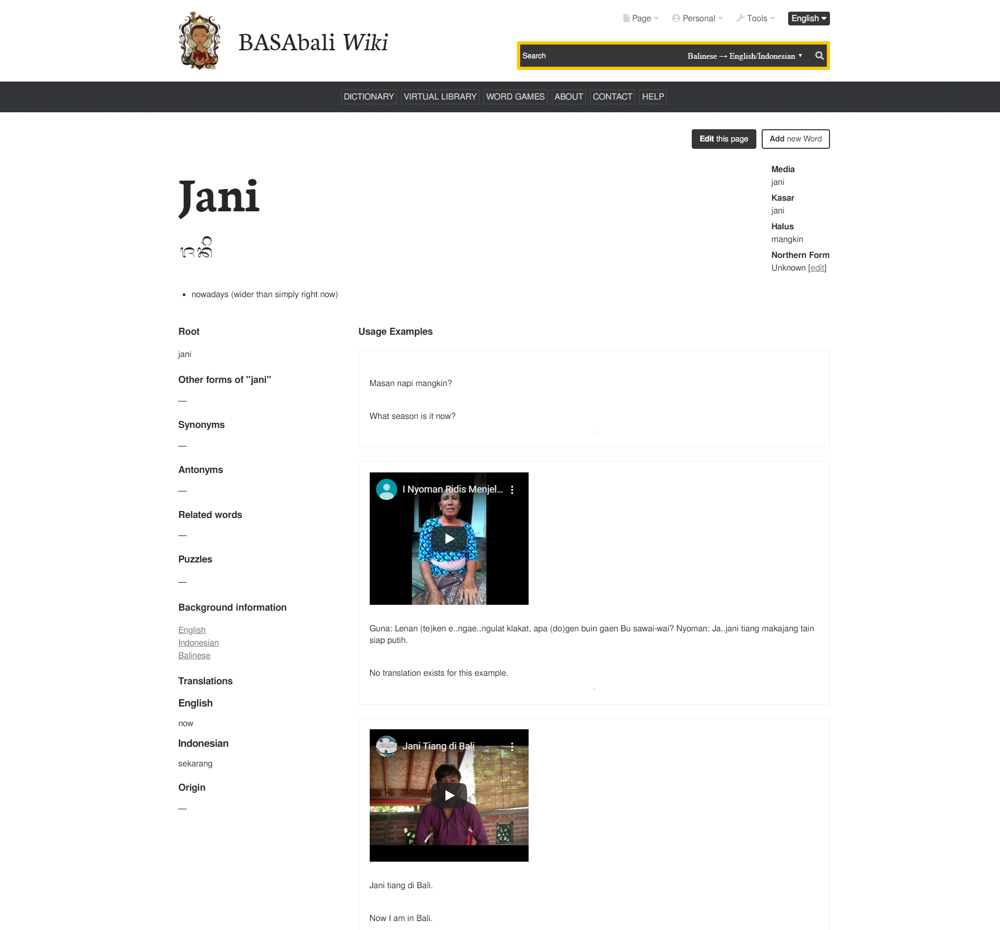 Page
Personal
Tools
English
BASAbali Wiki
Search
Balinese → English/Indonesian
DICTIONARY
VIRTUAL LIBRARY
WORD GAMES
ABOUT
CONTACT
HELP
Edit this page
Add new Word
Jani
ᬚᬦᬶ
Media
jani
Kasar
jani
Halus
mangkin
Northern Form
Unknown [edit]
• nowadays (wider than simply right now)
Root
jani
Other forms of "jani"
—
Synonyms
—
Antonyms
—
Related words
—
Puzzles
—
Background information
English
Indonesian
Balinese
Translations
English
now
Indonesian
sekarang
Origin
—
Usage Examples
Masan napi mangkin?
What season is it now?
.
I Nyoman Ridis Menjel...
Guna: Lenan (te)ken e..ngae..ngulat klakat, apa (do)gen buin gaen Bu sawai-wai? Nyoman: Ja..jani tiang makajang tain
siap putih.
No translation exists for this example.
.
Jani Tiang di Bali
Jani tiang di Bali.
Now I am in Bali.